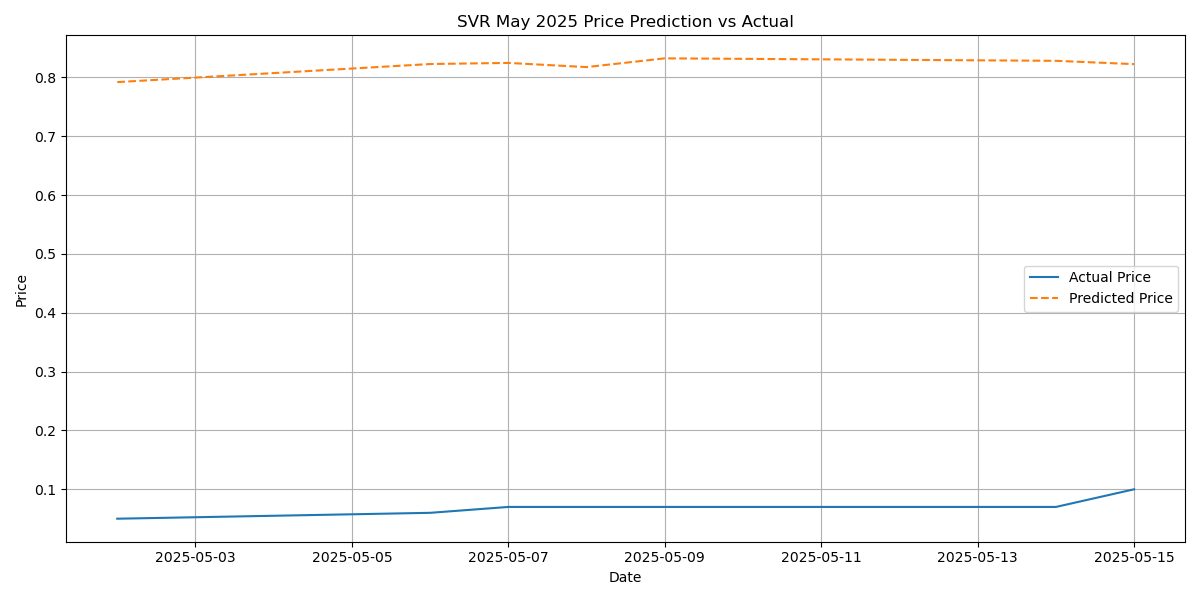 SVR May 2025 Price Prediction vs Actual
Price
0.8
0.7
0.6
0.5
0.4
0.3
0.2
0.1
Actual Price
Predicted Price
2025-05-03 2025-05-05 2025-05-07 2025-05-09 2025-05-11 2025-05-13 2025-05-15
Date